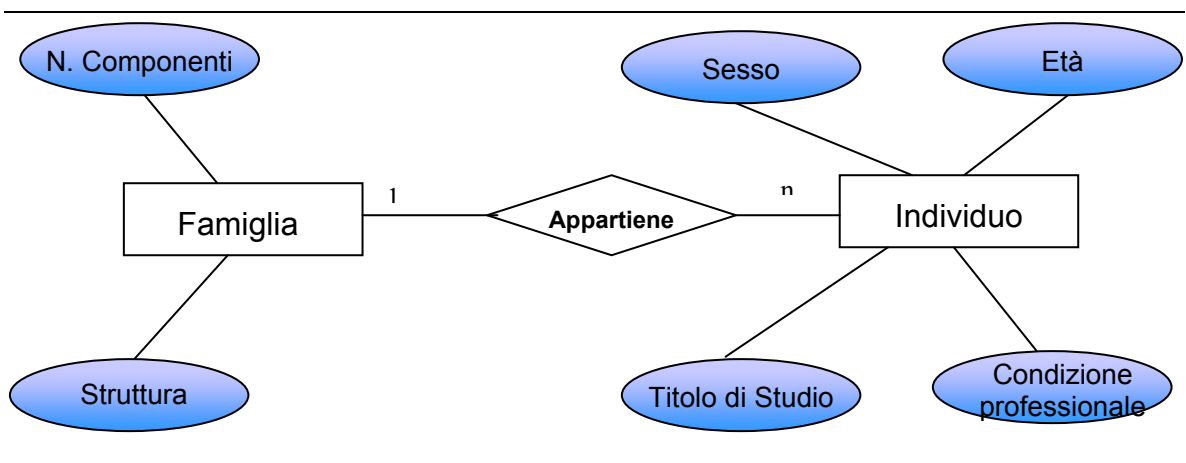 N. Componenti
Sesso
Età
Famiglia
1
Appartiene
n
Individuo
Struttura
Titolo di Studio
Condizione
professionale